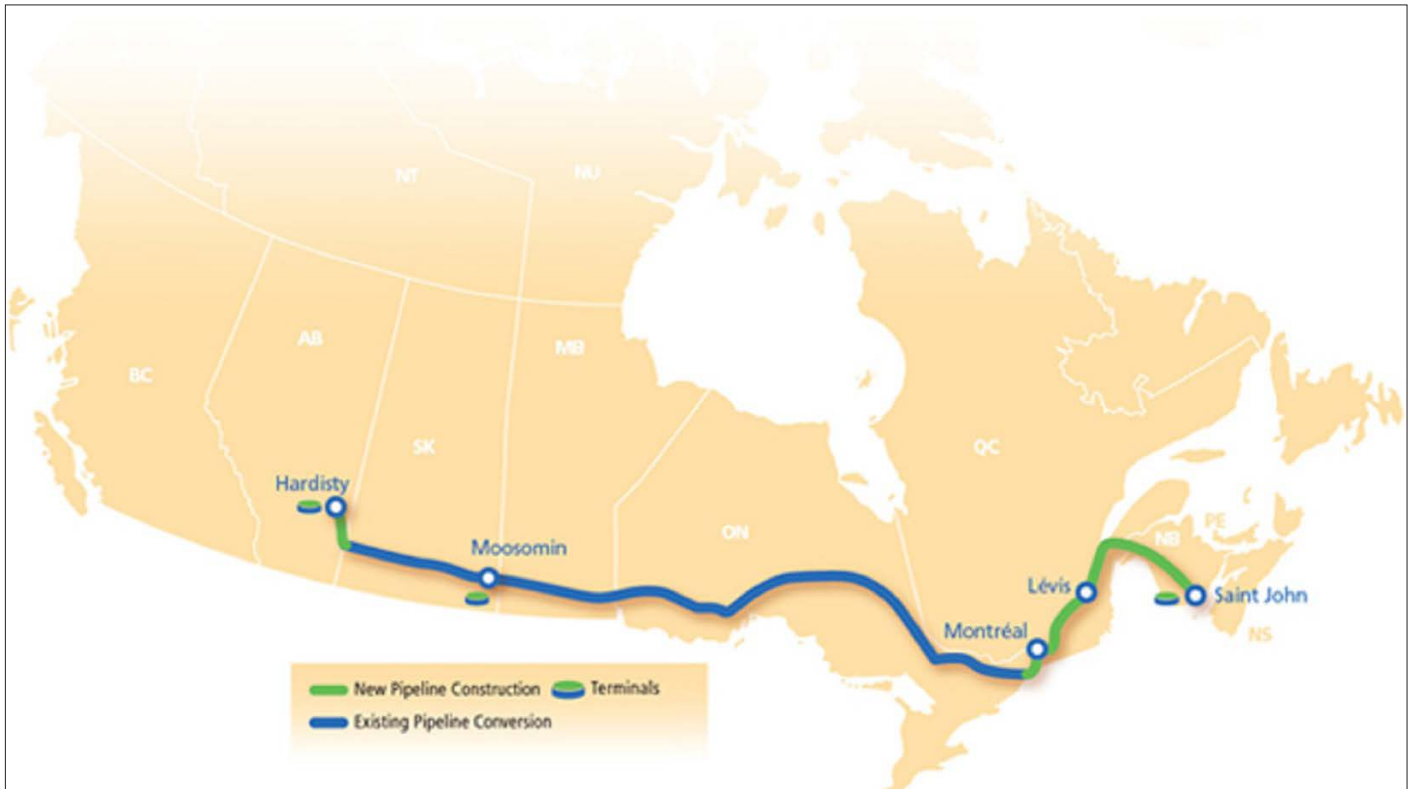 NT
NU
AB
MB
BC
SK
QC
Hardisty
ON
PE
NB
Moosomin
Lévis
Saint John
Montréal
NS
New Pipeline Construction
Terminals
Existing Pipeline Conversion